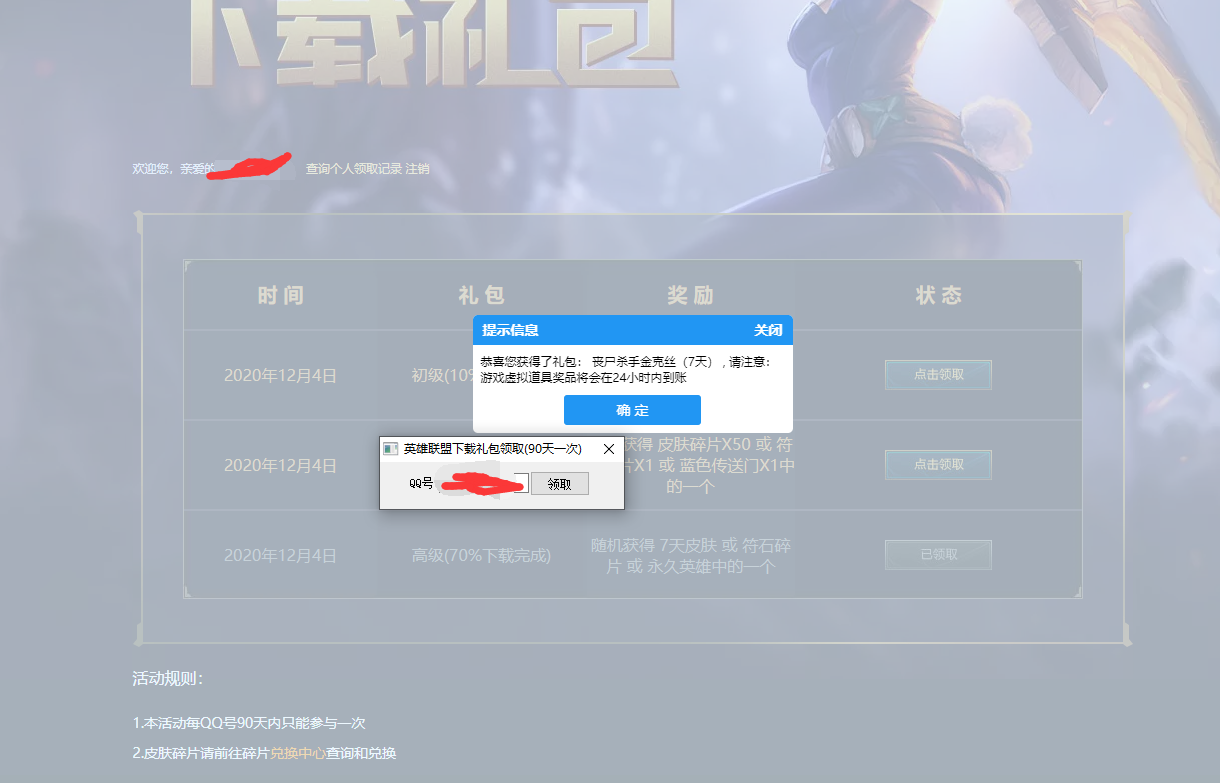 下载礼包
欢迎您，亲爱的 查询个人领取记录 注销
时 间 礼 包 奖 励 状 态
提示信息 关闭
恭喜您获得了礼包： 丧尸杀手金克丝（7天） , 请注意：
游戏虚拟道具奖品将会在24小时内到账
确 定
2020年12月4日 初级(10% 点击领取
英雄联盟下载礼包领取(90天一次)
QQ号 领取
2020年12月4日 获得 皮肤碎片X50 或 符
片X1 或 蓝色传送门X1中
的一个
点击领取
2020年12月4日 高级(70%下载完成) 随机获得 7天皮肤 或 符石碎
片 或 永久英雄中的一个
已领取
活动规则：
1.本活动每QQ号90天内只能参与一次
2.皮肤碎片请前往碎片兑换中心查询和兑换